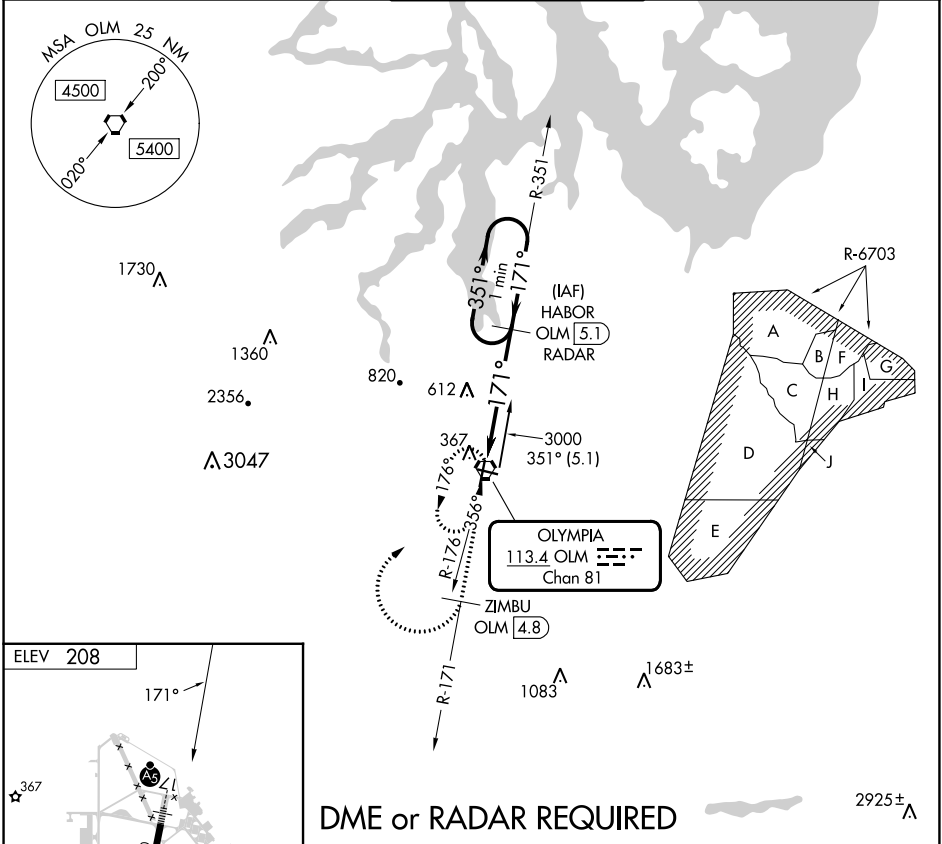 MSA OLM 25 NM
4500
200°
5400
020°
R-351
1730
351°
1 min
171°
(IAF)
HABOR
OLM 5.1
RADAR
R-6703
A
B
F
G
C
H
I
D
J
E
1360
820
2356
612
171°
3047
367
3000
351° (5.1)
176°
356°
R-176
OLYMPIA
113.4 OLM
Chan 81
ZIMBU
OLM 4.8
R-171
1083
1683±
ELEV 208
171°
A5
17
367
DME or RADAR REQUIRED
2925±